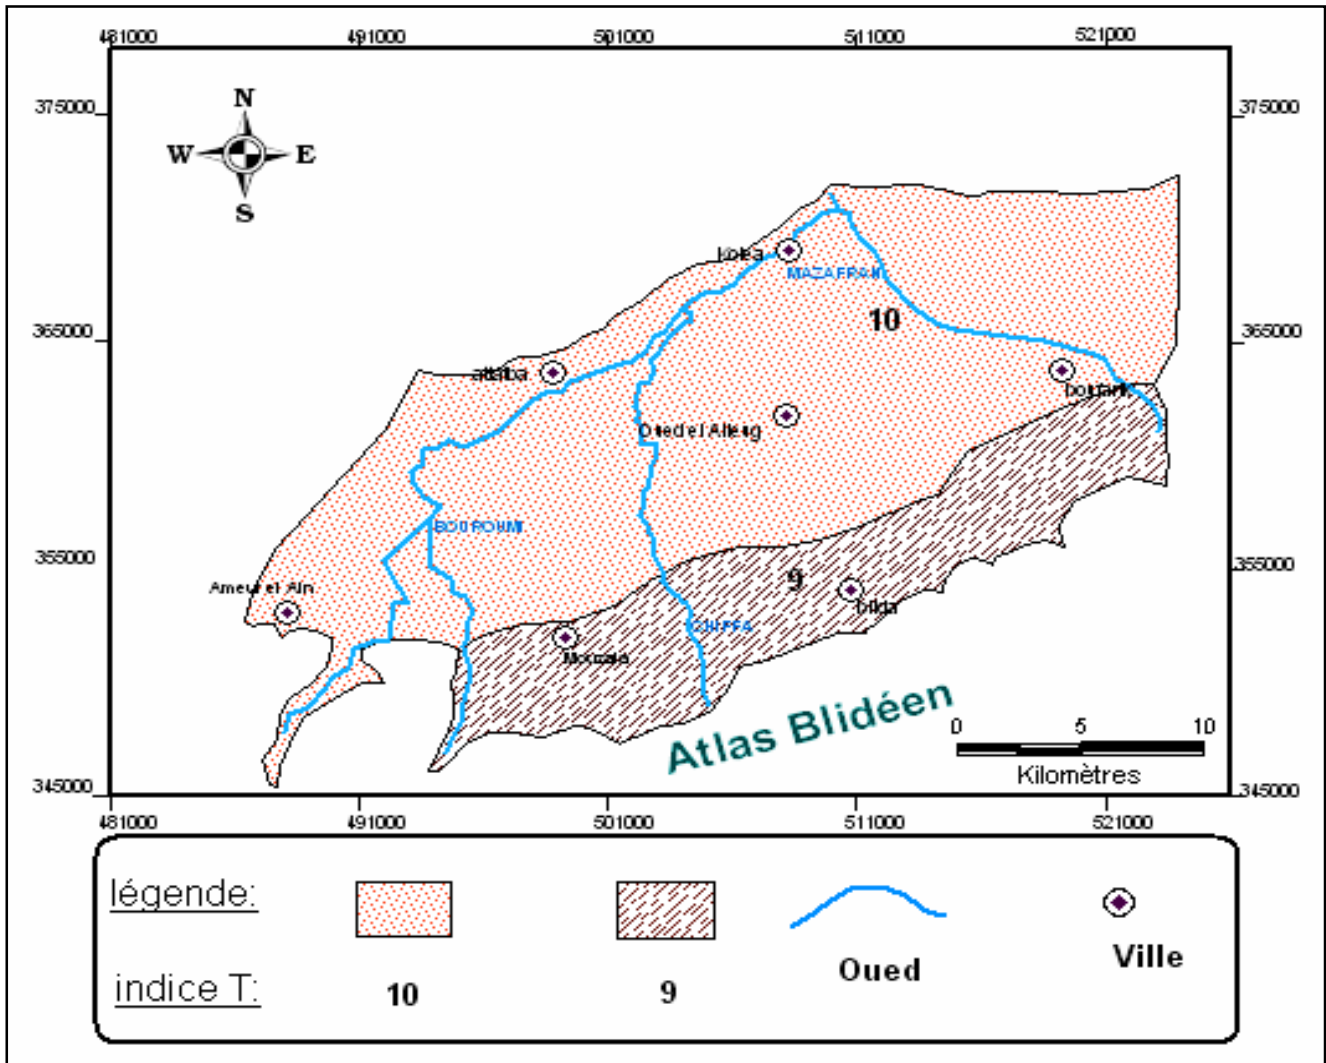 481000 491000 501000 511000 521000
375000 375000
N
W E
S
Kolea
MAZAFRAN
10
365000 365000
attatba
Oued el Alleug
BOUROUMI
355000 355000
Ameur el Ain
9
blida
CHIFFA
Mouzaia
Atlas Blidéen
0 5 10
Kilomètres
345000 345000
481000 491000 501000 511000 521000
légende:
indice T: 10 9
Oued
Ville